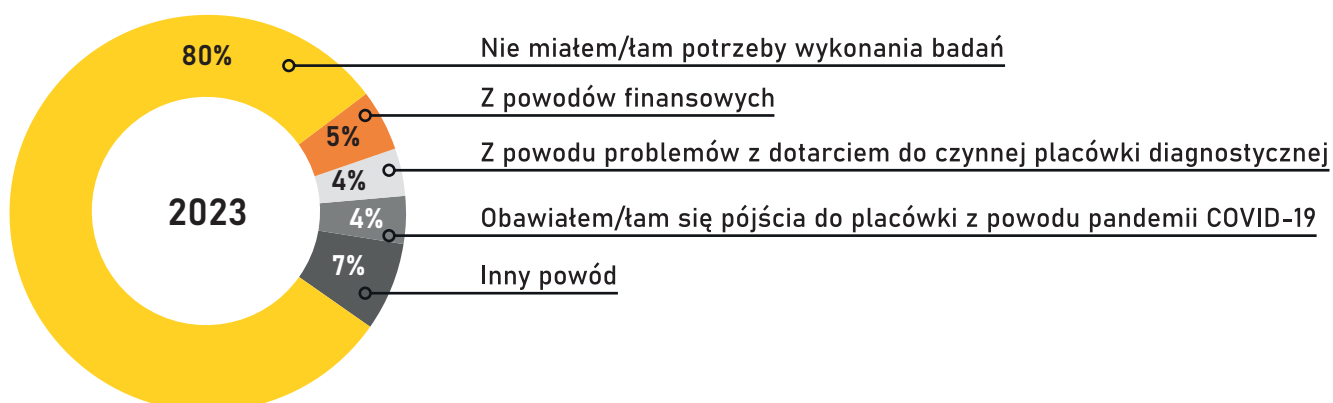 80%
Nie miałem/łam potrzeby wykonania badań
Z powodów finansowych
5%
Z powodu problemów z dotarciem do czynnej placówki diagnostycznej
4%
2023
4%
Obawiałem/łam się pójścia do placówki z powodu pandemii COVID-19
7%
Inny powód